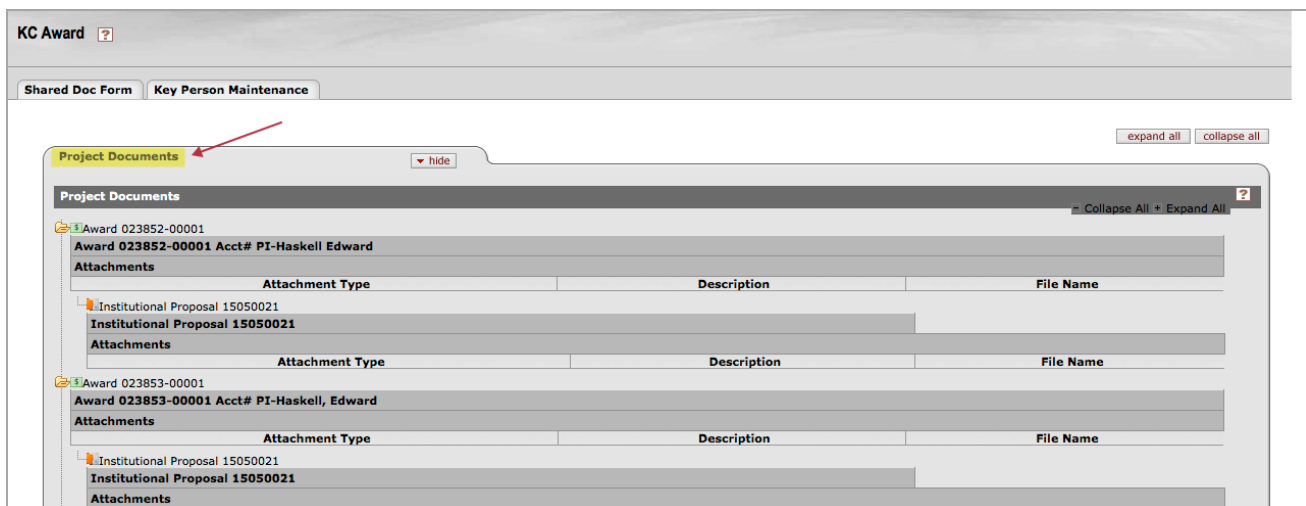 KC Award ?
Shared Doc Form Key Person Maintenance
expand all collapse all
Project Documents hide
Project Documents ?
- Collapse All + Expand All
$ Award 023852-00001
Award 023852-00001 Acct# PI-Haskell Edward
Attachments
Attachment Type Description File Name
Institutional Proposal 15050021
Institutional Proposal 15050021
Attachments
Attachment Type Description File Name
$ Award 023853-00001
Award 023853-00001 Acct# PI-Haskell, Edward
Attachments
Attachment Type Description File Name
Institutional Proposal 15050021
Institutional Proposal 15050021
Attachments